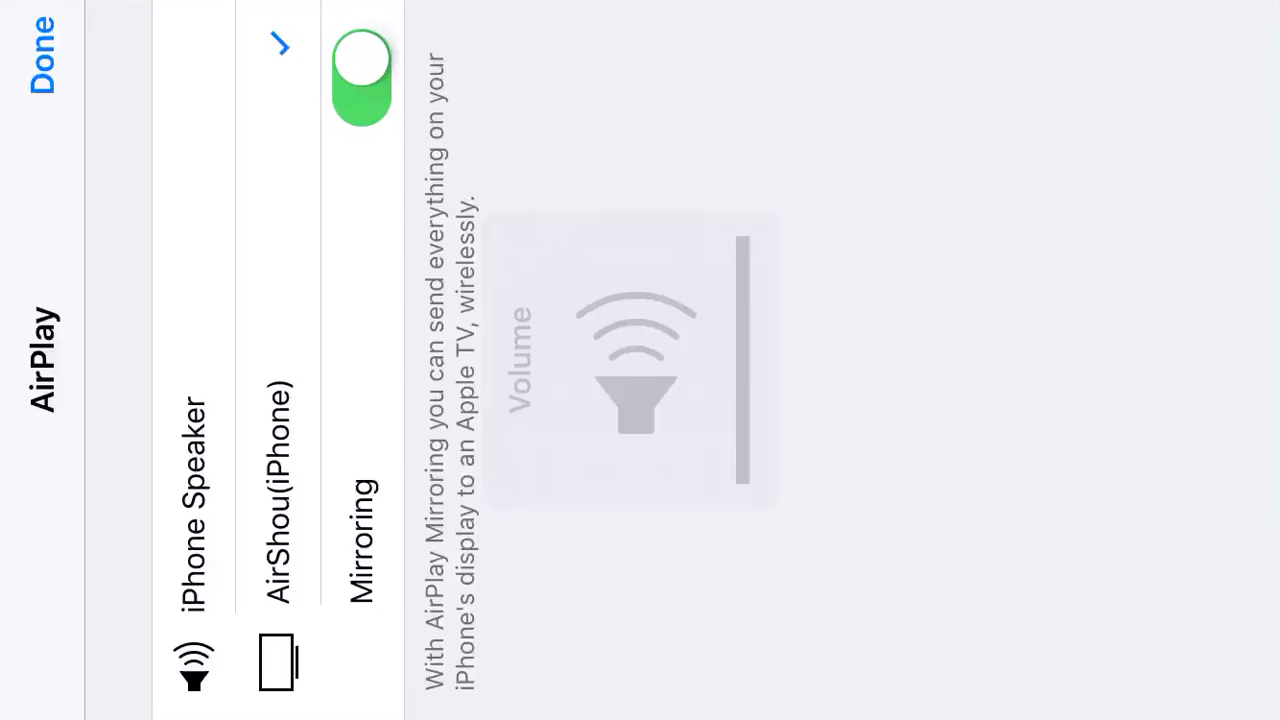 AirPlay
Done
iPhone Speaker
AirShou(iPhone)
Mirroring
With AirPlay Mirroring you can send everything on your
iPhone's display to an Apple TV, wirelessly.
Volume